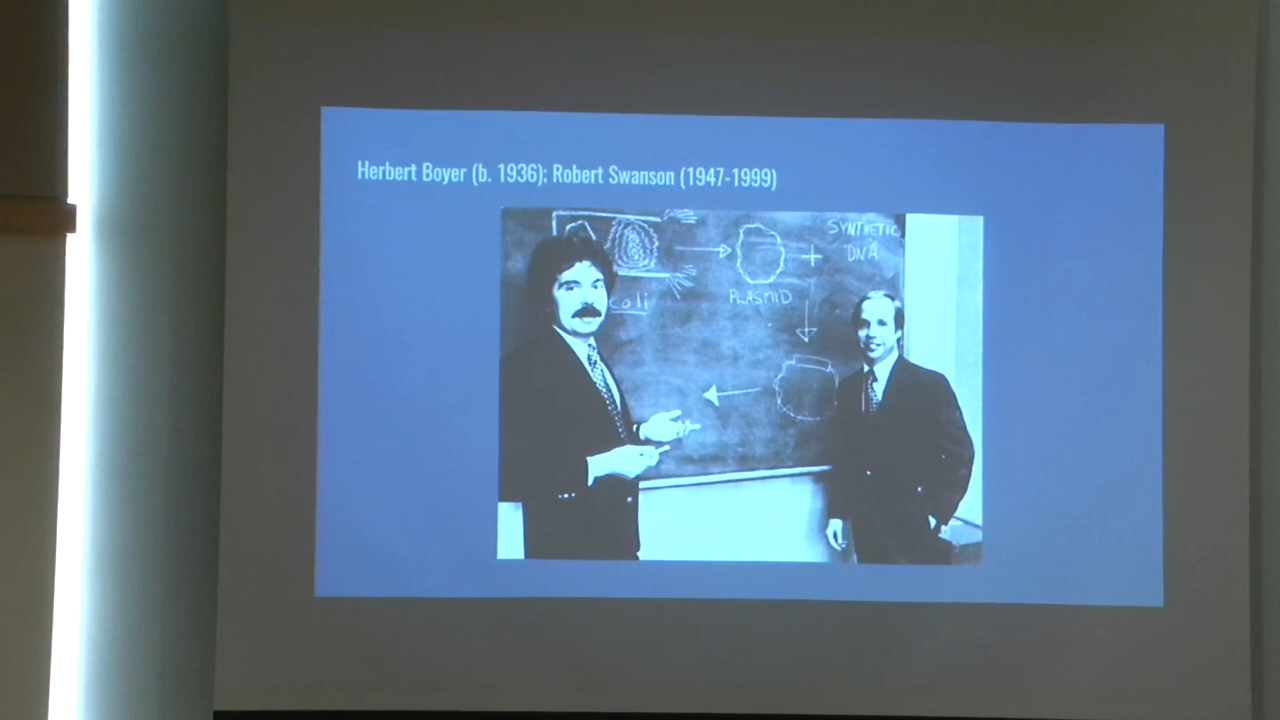 Herbert Boyer (b. 1936); Robert Swanson (1947-1999)
SYNTHETIC
DNA
coli
PLASMID